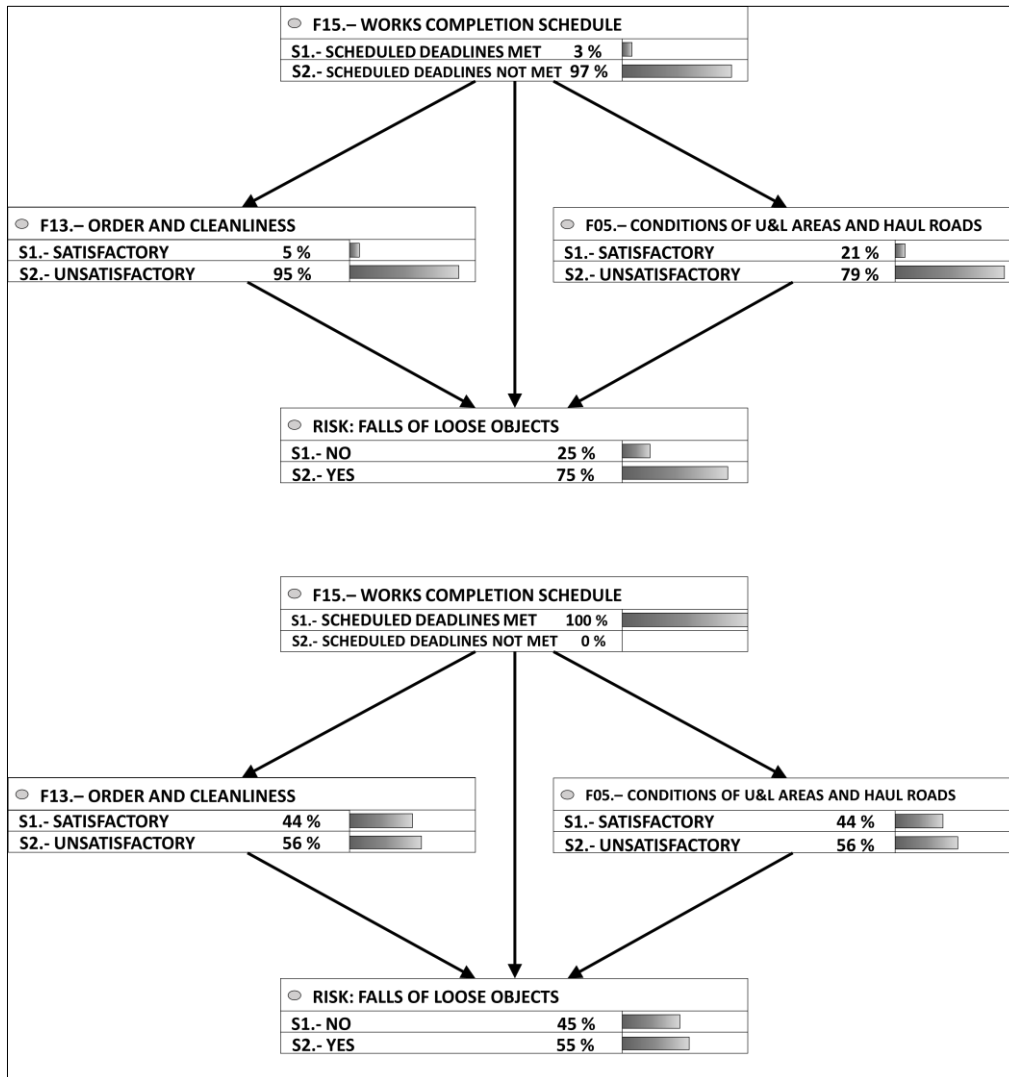 F15.– WORKS COMPLETION SCHEDULE
S1.- SCHEDULED DEADLINES MET 3 %
S2.- SCHEDULED DEADLINES NOT MET 97 %
F13.– ORDER AND CLEANLINESS
S1.- SATISFACTORY 5 %
S2.- UNSATISFACTORY 95 %
F05.– CONDITIONS OF U&L AREAS AND HAUL ROADS
S1.- SATISFACTORY 21 %
S2.- UNSATISFACTORY 79 %
RISK: FALLS OF LOOSE OBJECTS
S1.- NO 25 %
S2.- YES 75 %
F15.– WORKS COMPLETION SCHEDULE
S1.- SCHEDULED DEADLINES MET 100 %
S2.- SCHEDULED DEADLINES NOT MET 0 %
F13.– ORDER AND CLEANLINESS
S1.- SATISFACTORY 44 %
S2.- UNSATISFACTORY 56 %
F05.– CONDITIONS OF U&L AREAS AND HAUL ROADS
S1.- SATISFACTORY 44 %
S2.- UNSATISFACTORY 56 %
RISK: FALLS OF LOOSE OBJECTS
S1.- NO 45 %
S2.- YES 55 %